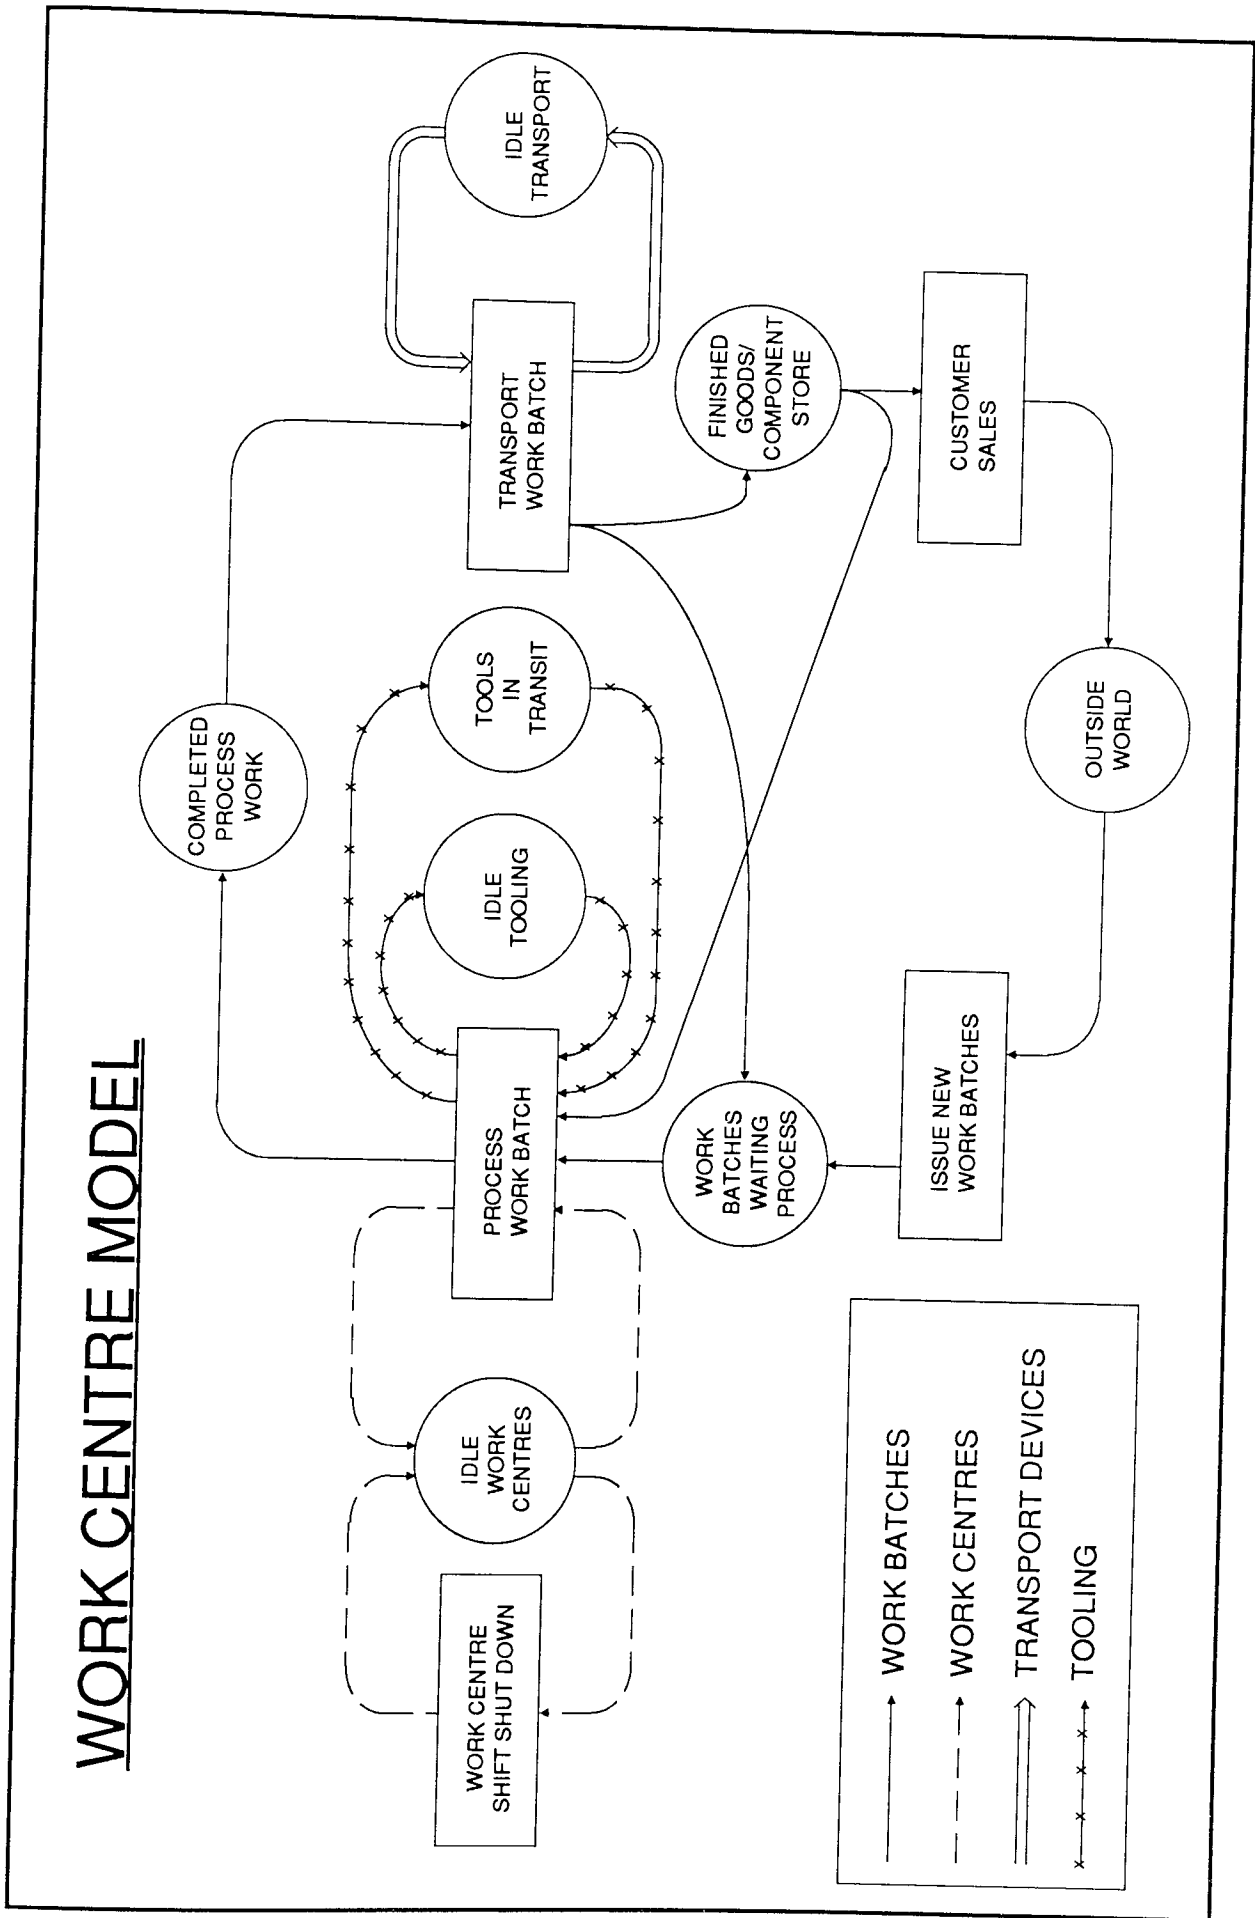 WORK CENTRE MODEL
COMPLETED
PROCESS
WORK
WORK CENTRE
SHIFT SHUT DOWN
IDLE
WORK
CENTRES
PROCESS
WORK BATCH
IDLE
TOOLING
TOOLS
IN
TRANSIT
TRANSPORT
WORK BATCH
IDLE
TRANSPORT
WORK
BATCHES
WAITING
PROCESS
FINISHED
GOODS/
COMPONENT
STORE
ISSUE NEW
WORK BATCHES
OUTSIDE
WORLD
CUSTOMER
SALES
WORK BATCHES
WORK CENTRES
TRANSPORT DEVICES
TOOLING